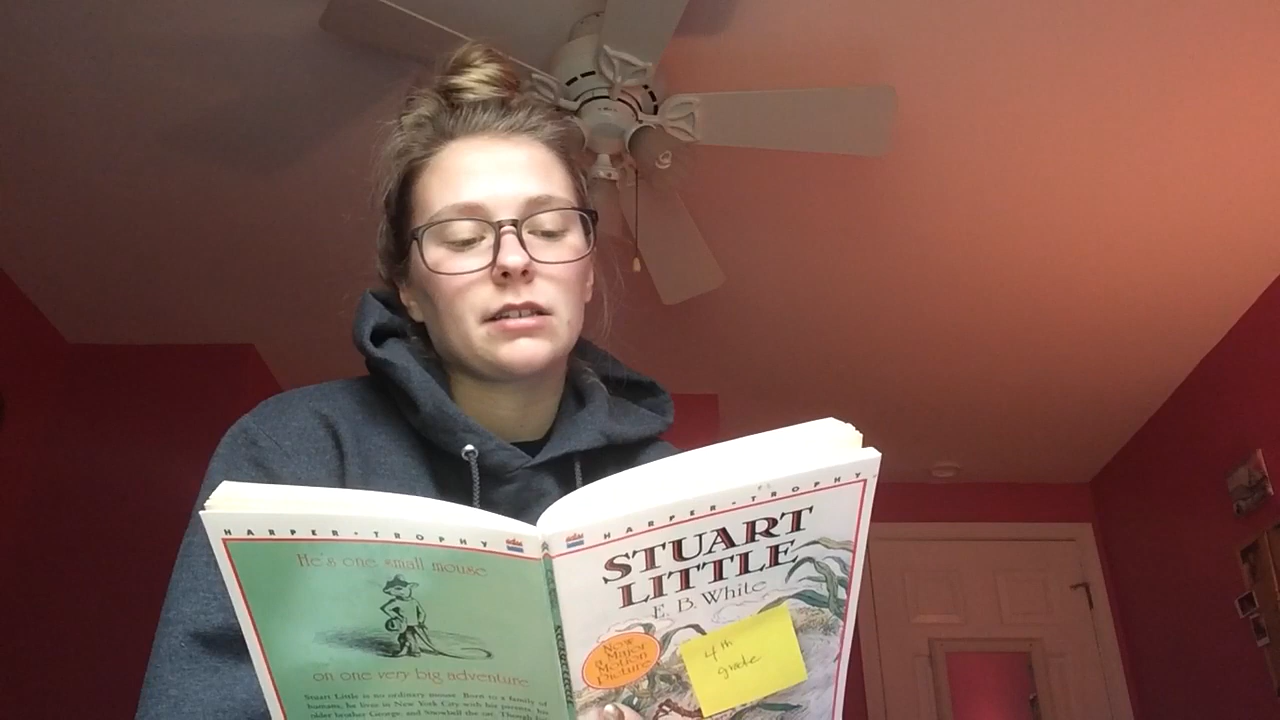 HARPER • TROPHY
He's one small mouse
on one very big adventure
Stuart Little is no ordinary mouse. Born to a family of
humans, he lives in New York City with his parents, his
older brother George, and Snowbell the cat. Though
HARPER • TROPHY
STUART
LITTLE
E. B. White
Now
a Major
Motion
Picture
4th
grade